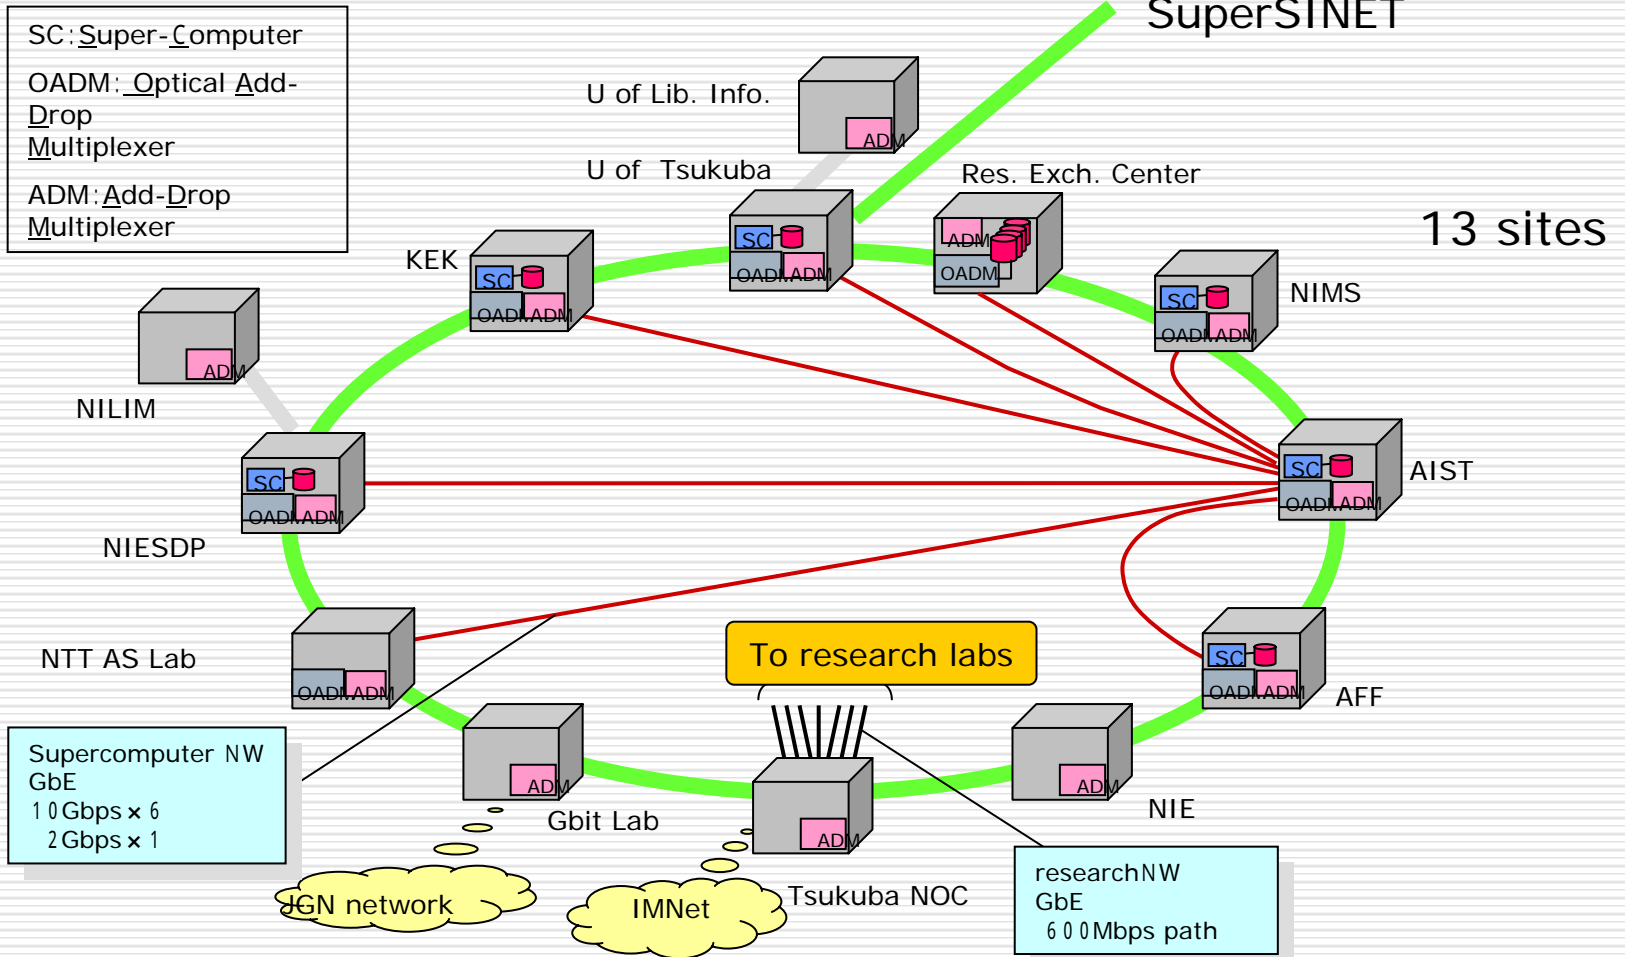 SuperSINET
SC:Super-Computer
OADM: Optical Add-
Drop
Multiplexer
ADM:Add-Drop
Multiplexer
13 sites
U of Lib. Info.
ADM
U of Tsukuba
SC
OADM
ADM
Res. Exch. Center
ADM
OADM
KEK
SC
OADM
ADM
NIMS
SC
OADM
ADM
NILIM
ADM
AIST
SC
OADM
ADM
NIESDP
SC
OADM
ADM
NTT AS Lab
OADM
ADM
To research labs
AFF
SC
OADM
ADM
Supercomputer NW
GbE
10Gbps×6
2Gbps×1
Gbit Lab
ADM
Tsukuba NOC
ADM
NIE
ADM
JGN network
IMNet
researchNW
GbE
600Mbps path